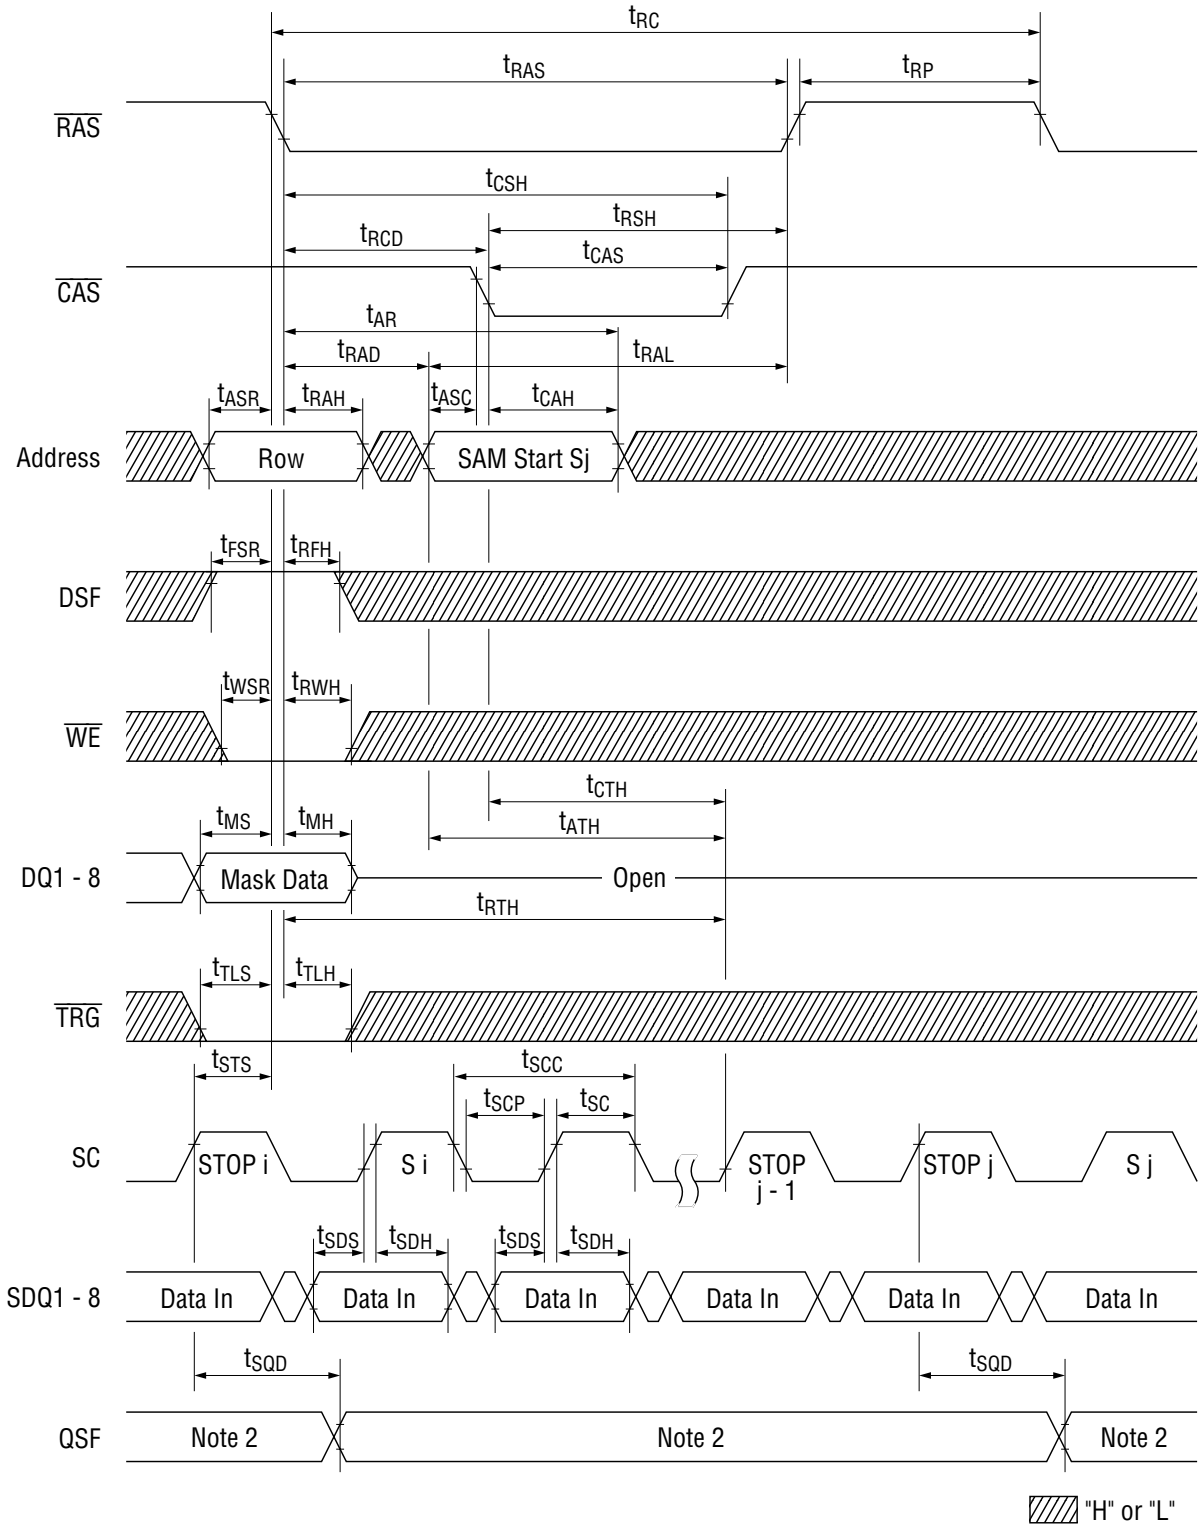 tRC
tRAS tRP
RAS
tCSH
tRSH
tRCD
tCAS
CAS
tAR
tRAD tRAL
tASR tRAH tASC tCAH
Address Row SAM Start Sj
tFSR tRFH
DSF
tWSR tRWH
WE
tCTH
tMS tMH tATH
DQ1 - 8 Mask Data Open
tRTH
tTLS tTLH
TRG
tSTS tSCC
tSCP tSC
SC STOP i S i STOP j - 1 STOP j S j
tSDS tSDH tSDS tSDH
SDQ1 - 8 Data In Data In Data In Data In Data In Data In
tSQD tSQD
QSF Note 2 Note 2 Note 2
"H" or "L"